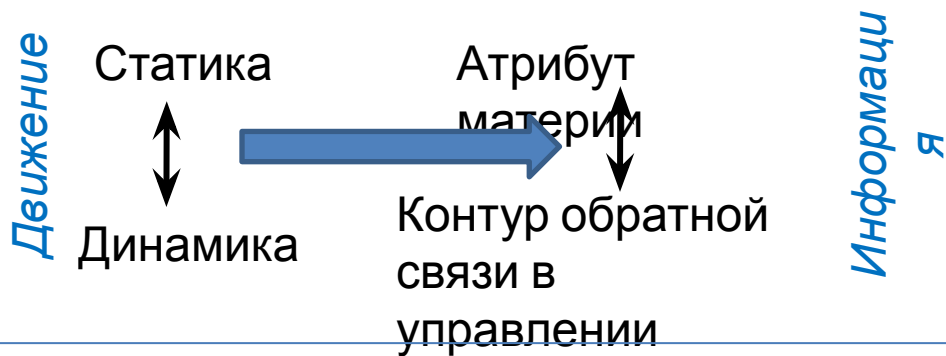 Движение
Статика
Динамика
Атрибут
материи
Контур обратной
связи в
управлении
Информаци
я